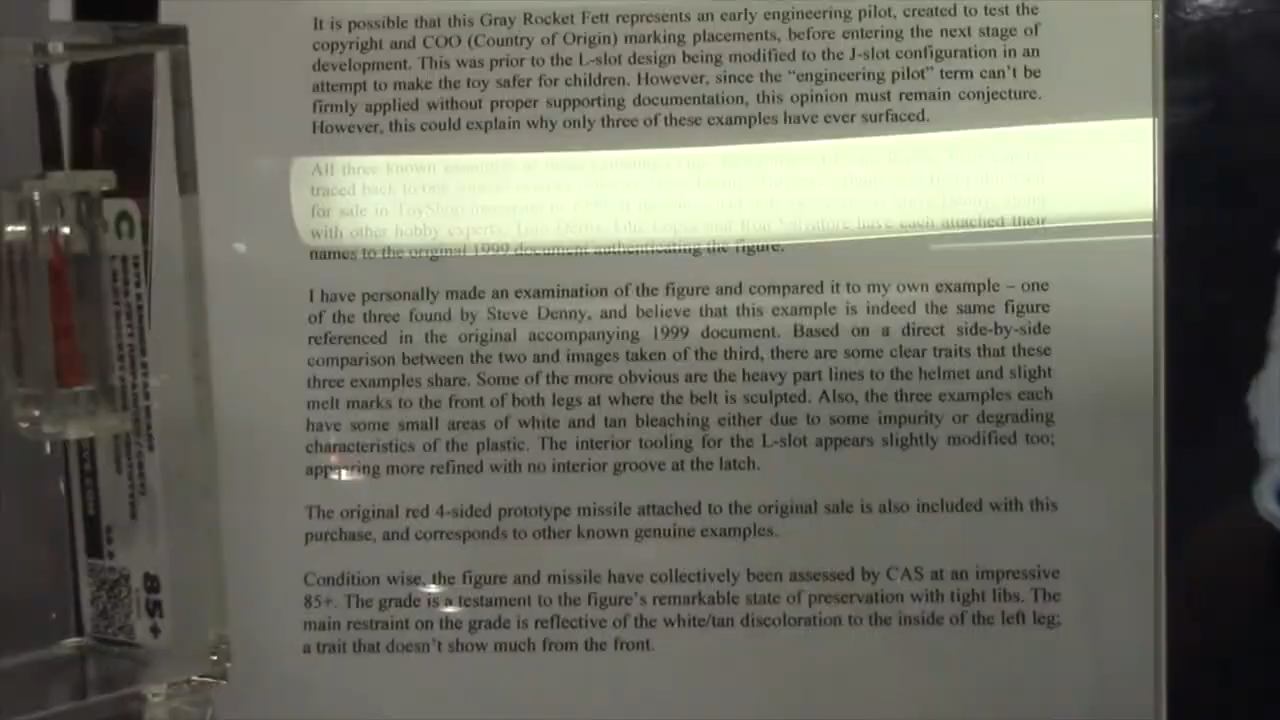 It is possible that this Gray Rocket Fett represents an early engineering pilot, created to test the
copyright and COO (Country of Origin) marking placements, before entering the next stage of
development. This was prior to the L-slot design being modified to the J-slot configuration in an
attempt to make the toy safer for children. However, since the “engineering pilot” term can’t be
firmly applied without proper supporting documentation, this opinion must remain conjecture.
However, this could explain why only three of these examples have ever surfaced.
All three known
traced back to one
for sale in ToyShop
with other hobby experts, Salvatore have each attached their
names to the original 1999 document authenticating the figure.
I have personally made an examination of the figure and compared it to my own example – one
of the three found by Steve Denny, and believe that this example is indeed the same figure
referenced in the original accompanying 1999 document. Based on a direct side-by-side
comparison between the two and images taken of the third, there are some clear traits that these
three examples share. Some of the more obvious are the heavy part lines to the helmet and slight
melt marks to the front of both legs at where the belt is sculpted. Also, the three examples each
have some small areas of white and tan bleaching either due to some impurity or degrading
characteristics of the plastic. The interior tooling for the L-slot appears slightly modified too;
appearing more refined with no interior groove at the latch.
The original red 4-sided prototype missile attached to the original sale is also included with this
purchase, and corresponds to other known genuine examples.
Condition wise, the figure and missile have collectively been assessed by CAS at an impressive
85+. The grade is a testament to the figure’s remarkable state of preservation with tight libs. The
main restraint on the grade is reflective of the white/tan discoloration to the inside of the left leg;
a trait that doesn’t show much from the front.
C
85+